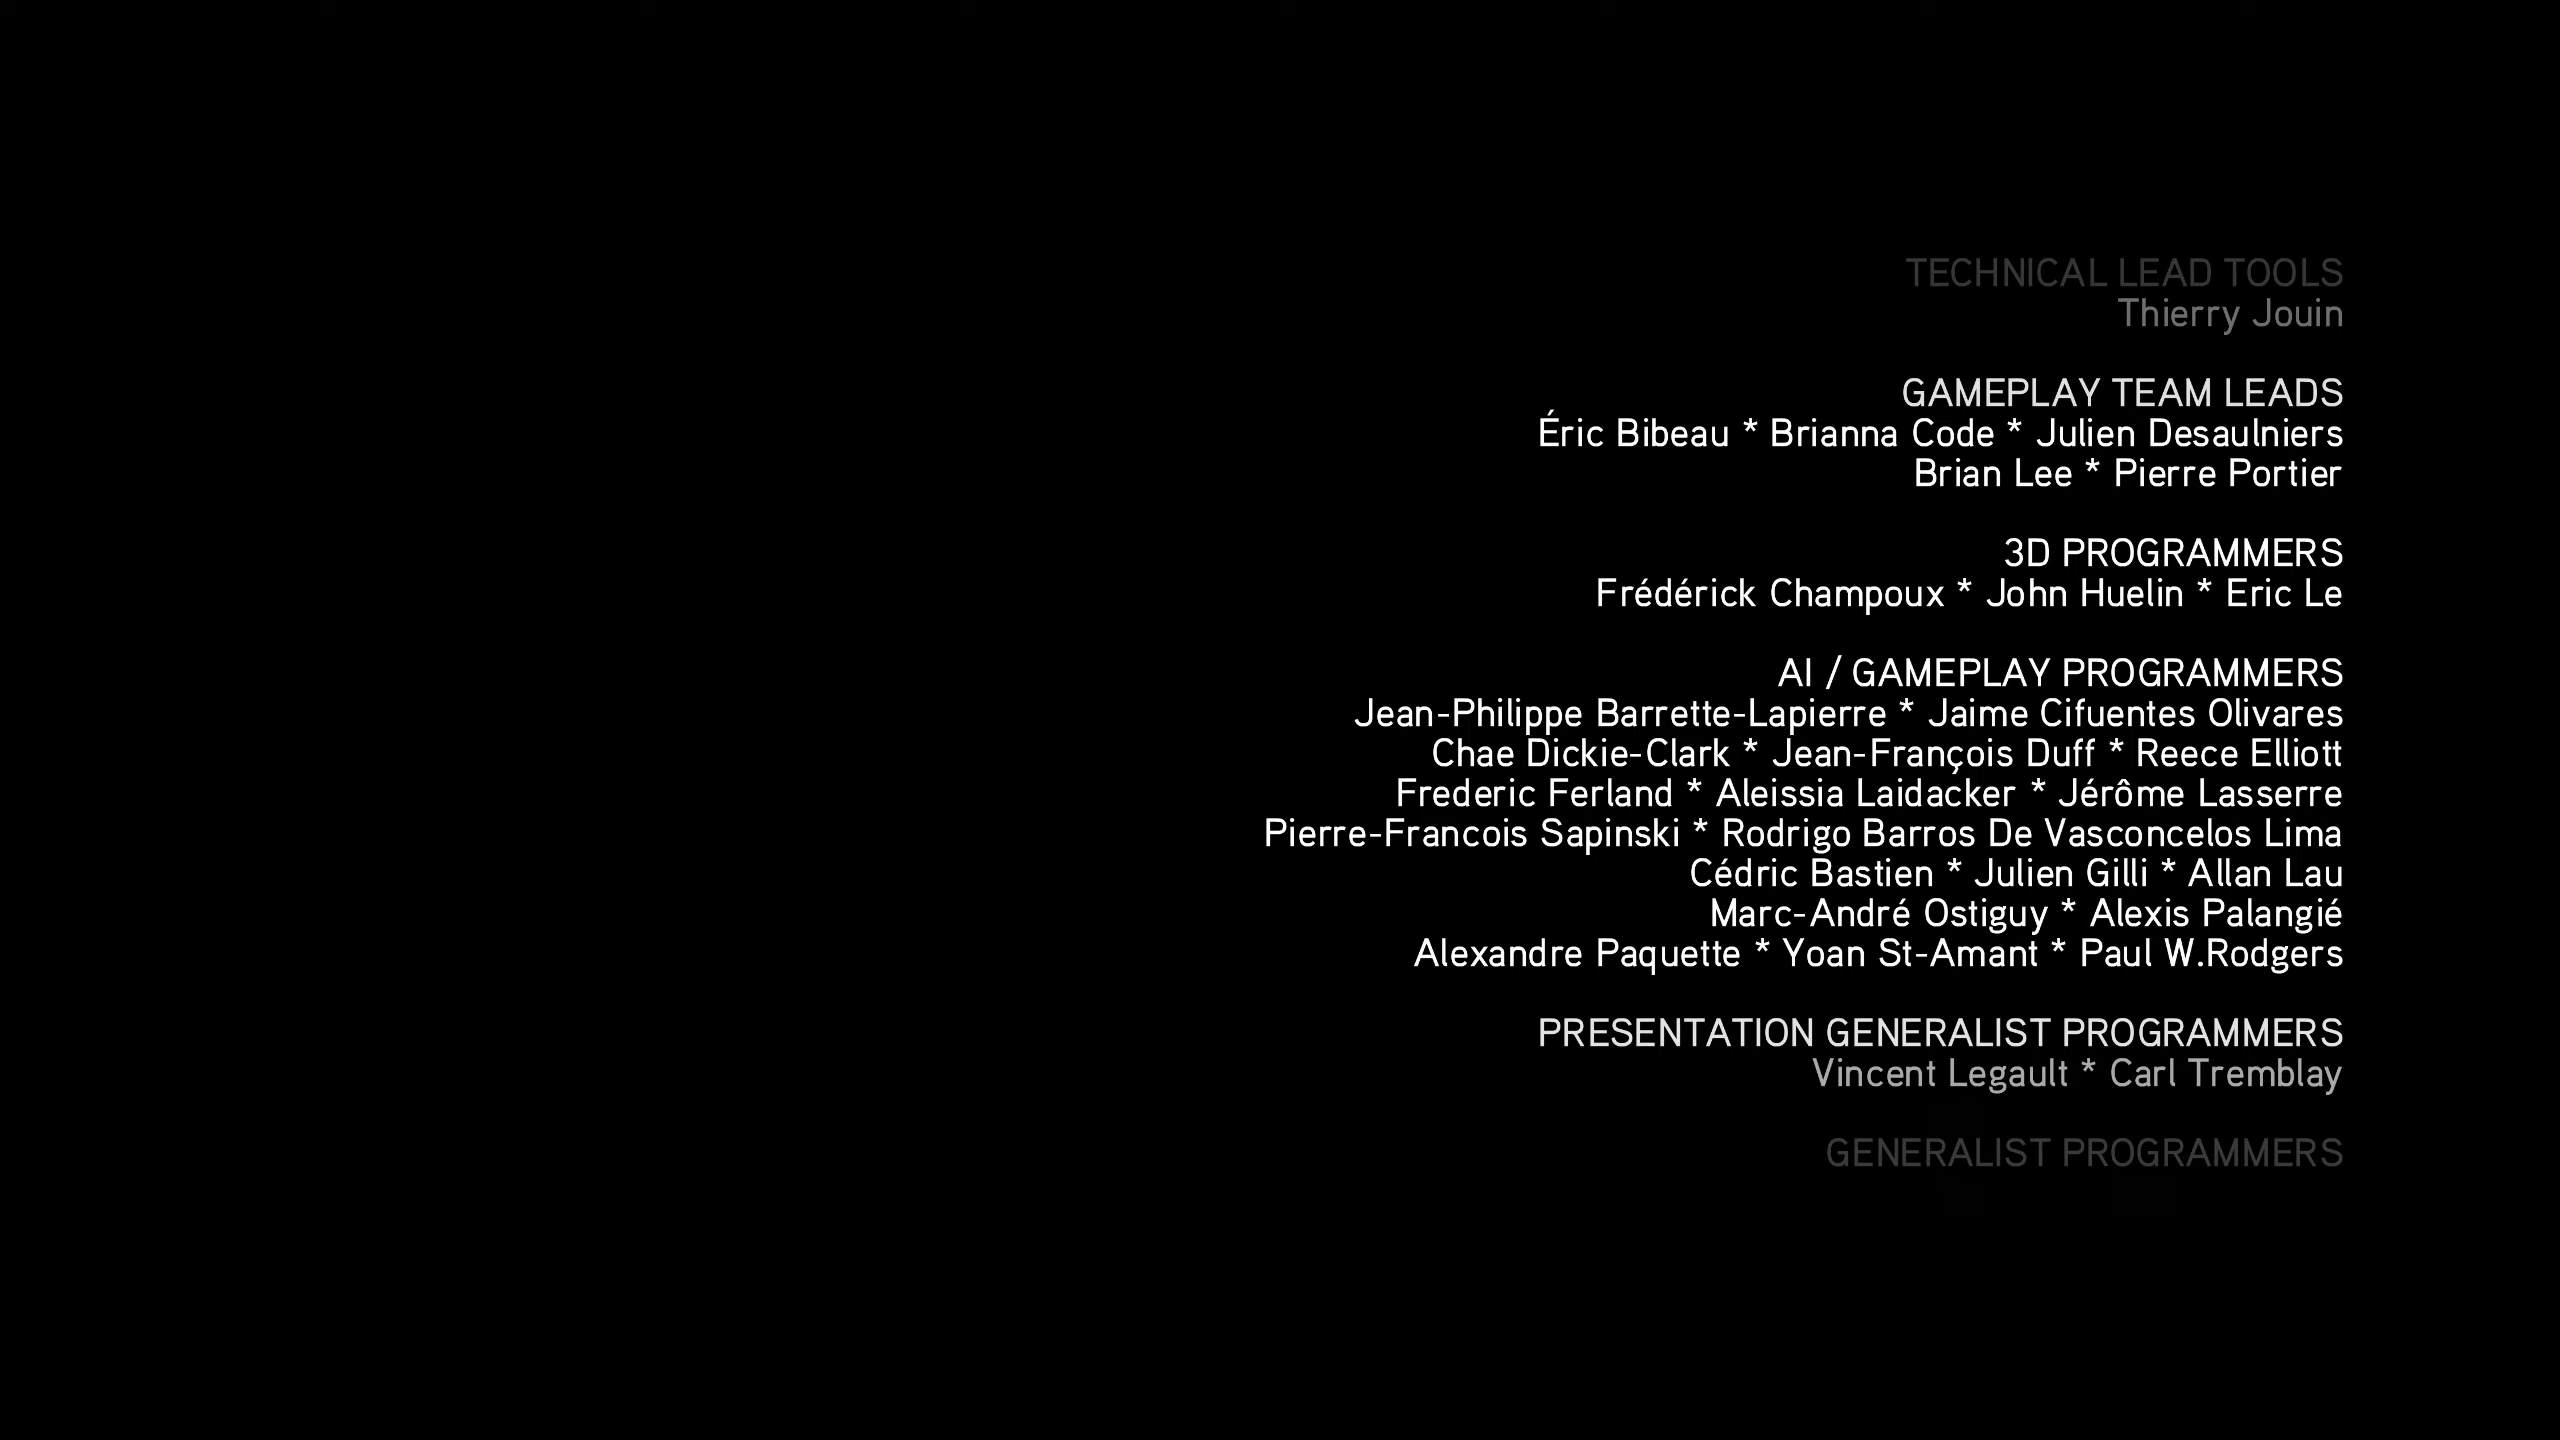 TECHNICAL LEAD TOOLS
Thierry Jouin
GAMEPLAY TEAM LEADS
Éric Bibeau * Brianna Code * Julien Desaulniers
Brian Lee * Pierre Portier
3D PROGRAMMERS
Frédérick Champoux * John Huelin * Eric Le
AI / GAMEPLAY PROGRAMMERS
Jean-Philippe Barrette-Lapierre * Jaime Cifuentes Olivares
Chae Dickie-Clark * Jean-François Duff * Reece Elliott
Frederic Ferland * Aleissia Laidacker * Jérôme Lasserre
Pierre-Francois Sapinski * Rodrigo Barros De Vasconcelos Lima
Cédric Bastien * Julien Gilli * Allan Lau
Marc-André Ostiguy * Alexis Palangié
Alexandre Paquette * Yoan St-Amant * Paul W.Rodgers
PRESENTATION GENERALIST PROGRAMMERS
Vincent Legault * Carl Tremblay
GENERALIST PROGRAMMERS